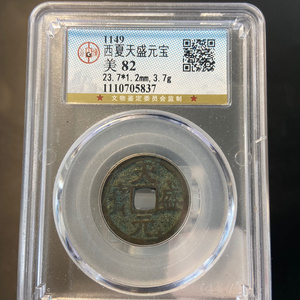 1149
西夏天盛元宝
美 82
23.7*1.2mm,3.7g
1110705837
★ 文物鉴定委员会监制 ★
天
盛
元